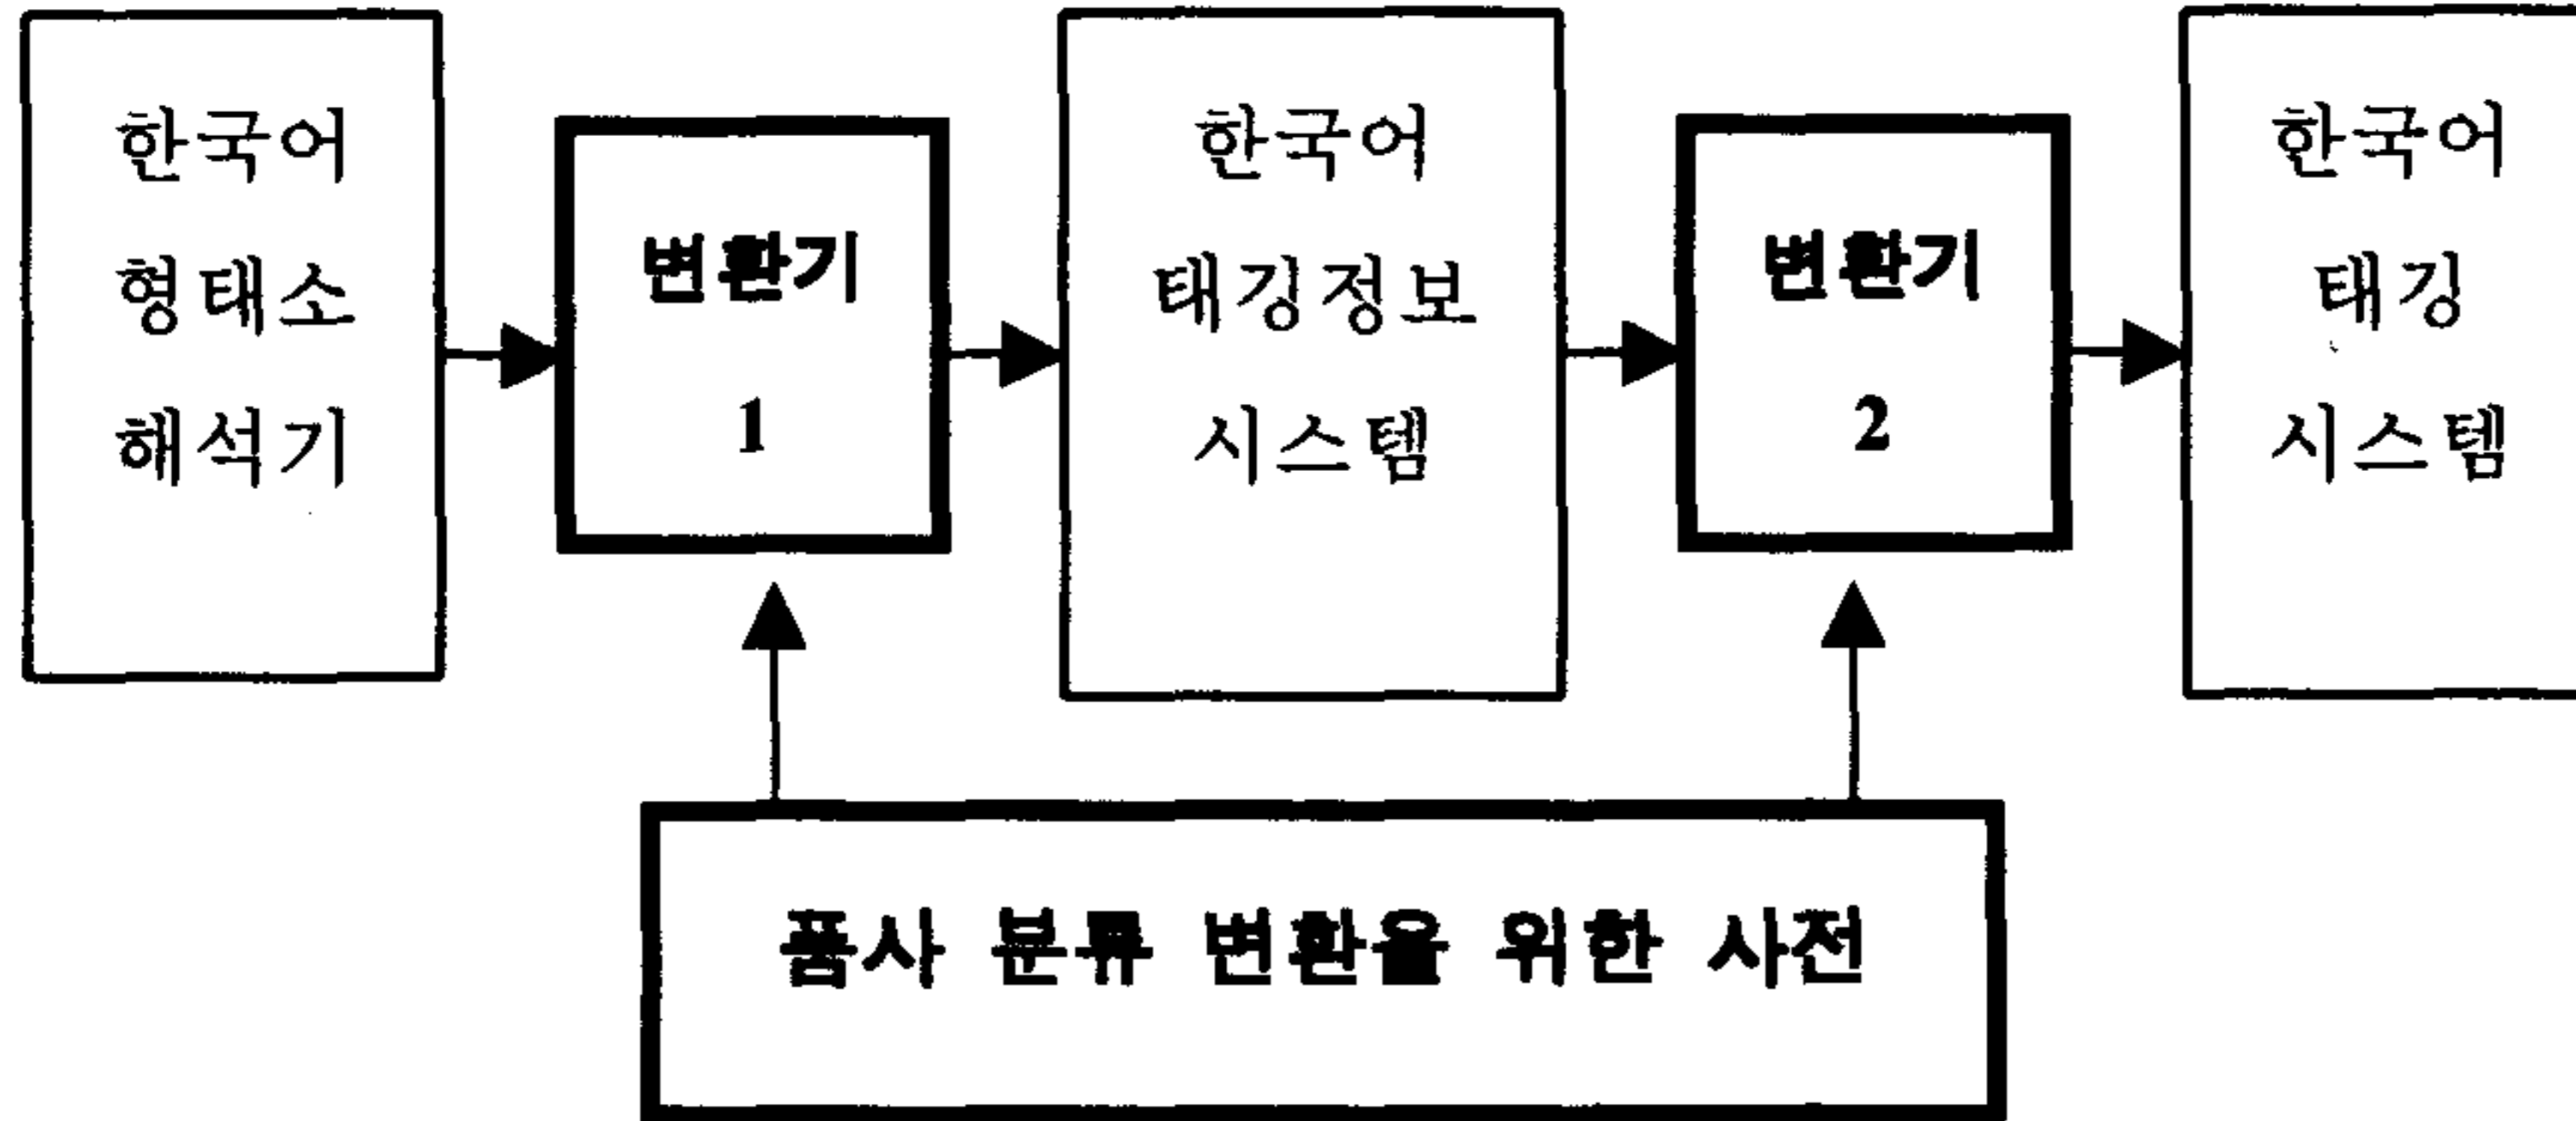 한국어
형태소
해석기
변환기
1
한국어
태깅정보
시스템
변환기
2
한국어
태깅
시스템
품사 분류 변환을 위한 사전